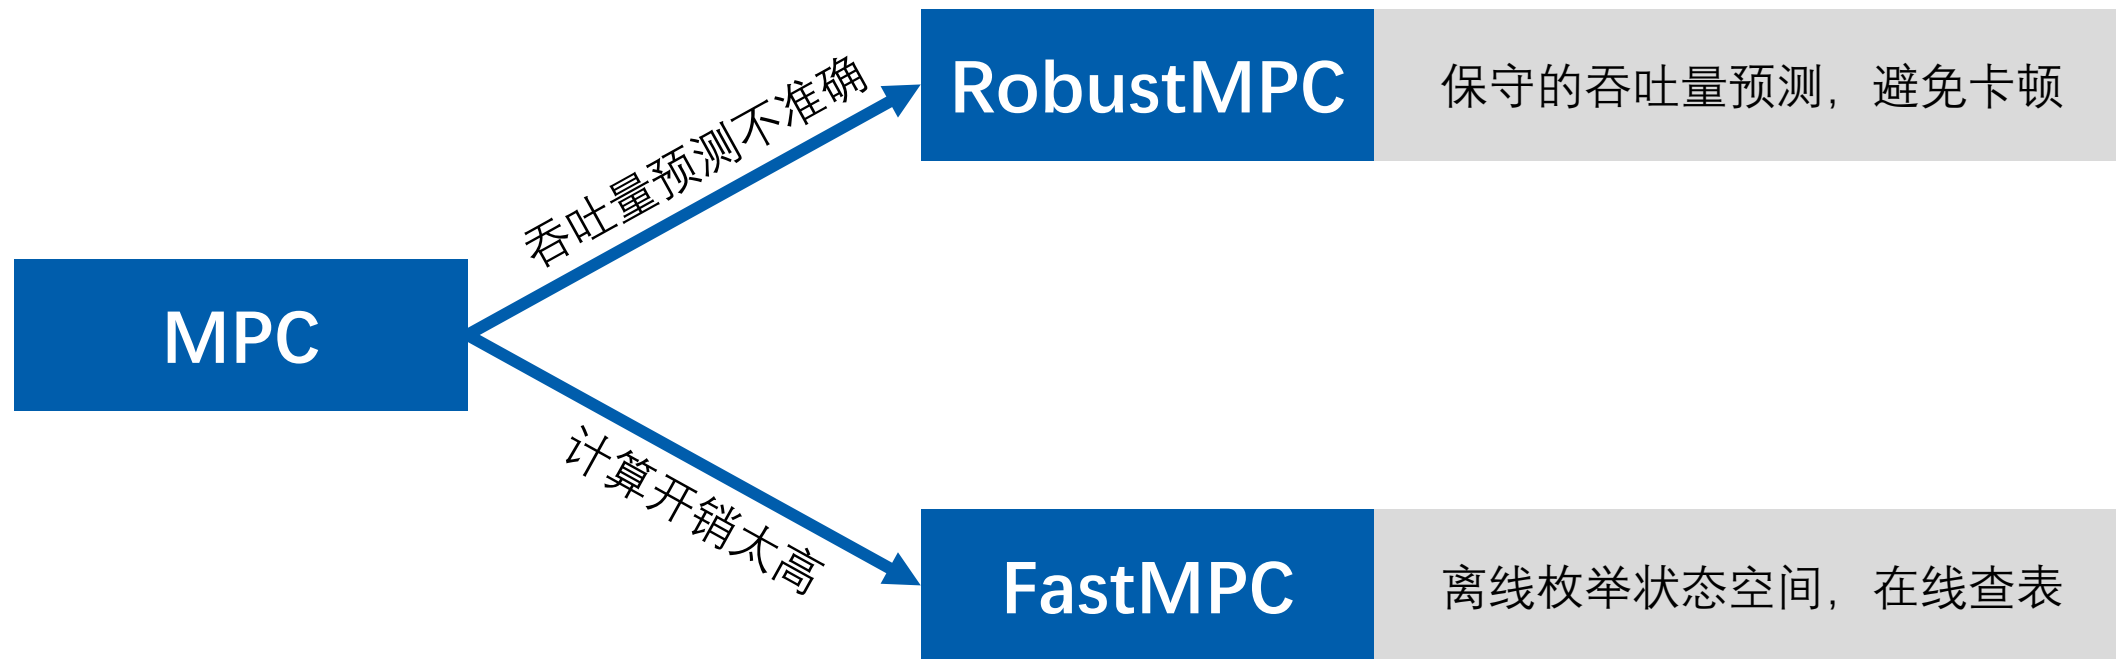 吞吐量预测不准确
RobustMPC
保守的吞吐量预测，避免卡顿
MPC
计算开销太高
FastMPC
离线枚举状态空间，在线查表